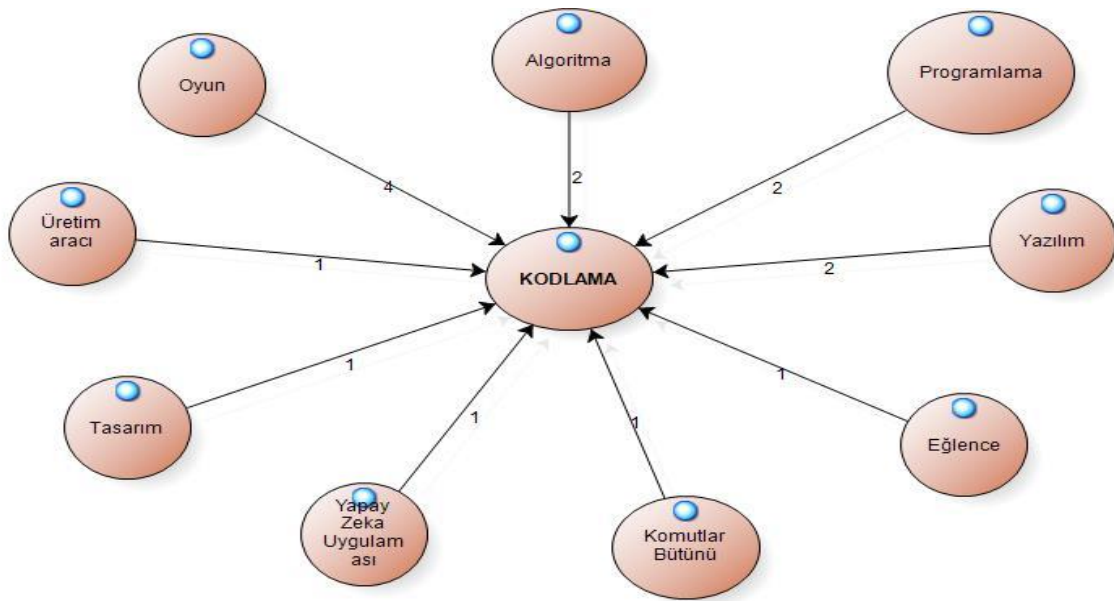 Oyun
Algoritma
Programlama
4
2
2
Üretim
aracı
1
KODLAMA
2
Yazılım
Tasarım
1
1
1
1
Eğlence
Yapay
Zeka
Uygulam
ası
Komutlar
Bütünü